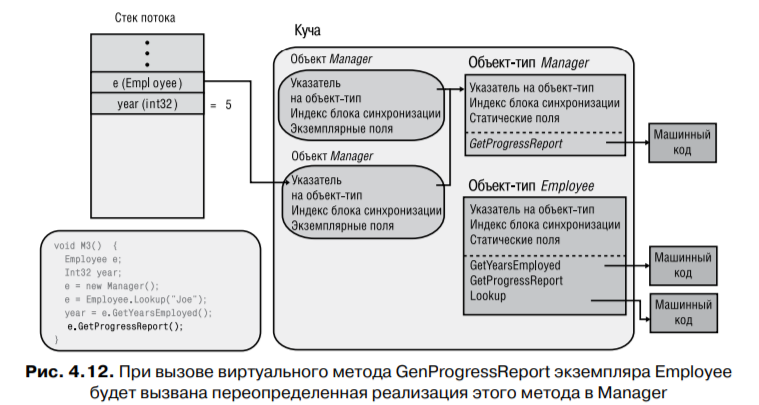 Стек потока
e (Empl oyee)
year (int32)
= 5
Куча
Объект Manager
Указатель
на объект-тип
Индекс блока синхронизации
Экземплярные поля
Объект Manager
Указатель
на объект-тип
Индекс блока синхронизации
Экземплярные поля
Объект-тип Manager
Указатель на объект-тип
Индекс блока синхронизации
Статические поля
GetProgressReport
Машинный
код
Объект-тип Employee
Указатель на объект-тип
Индекс блока синхронизации
Статические поля
GetYearsEmployed
GetProgressReport
Lookup
Машинный
код
Машинный
код
void M3() {
Employee e;
Int32 year;
e = new Manager();
e = Employee.Lookup("Joe");
year = e.GetYearsEmployed();
e.GetProgressReport();
}
Рис. 4.12. При вызове виртуального метода GenProgressReport экземпляра Employee
будет вызвана переопределенная реализация этого метода в Manager